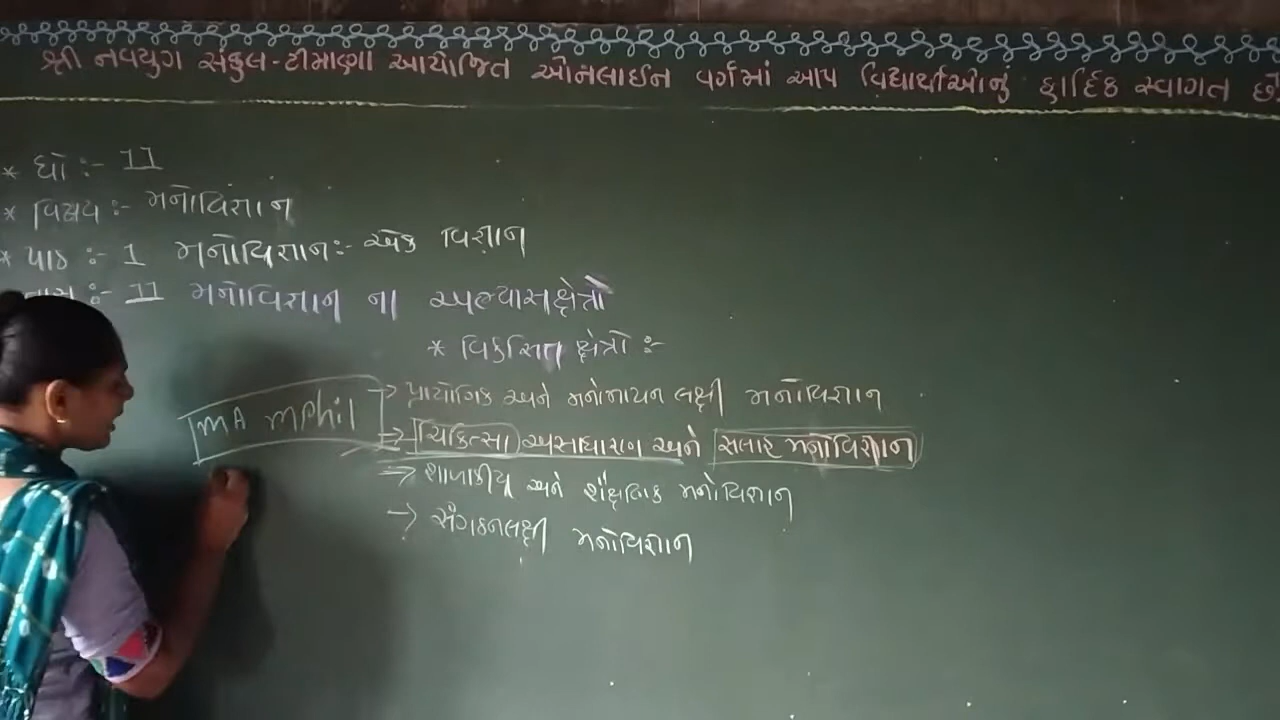 શ્રી નવયુગ સંકુલ-ટીમાણા આયોજિત ઓનલાઈન વર્ગમાં આપ વિદ્યાર્થીઓનું હાર્દિક સ્વાગત છે
* ધો :- 11
* વિષય :- મનોવિજ્ઞાન
* પાઠ :- 1 મનોવિજ્ઞાન:- એક વિજ્ઞાન
:- 11 મનોવિજ્ઞાન ના અભ્યાસક્ષેત્રો
* વિકસિત ક્ષેત્રો :-
→ પ્રાયોગિક અને મનોમાપન લક્ષી મનોવિજ્ઞાન
MA MPhil
→ ચિકિત્સા અસાધારણ અને સલાહ મનોવિજ્ઞાન
→ શાળાકીય અને શૈક્ષણિક મનોવિજ્ઞાન
→ સંગઠનલક્ષી મનોવિજ્ઞાન